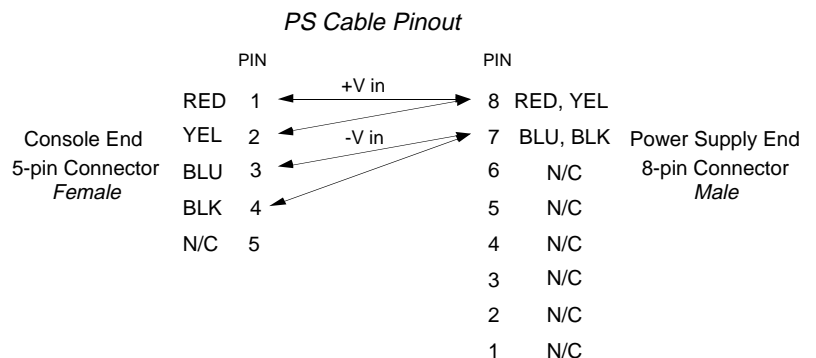 PS Cable Pinout
PIN PIN
RED 1 +V in 8 RED, YEL
YEL 2 -V in 7 BLU, BLK
BLU 3 6 N/C
BLK 4 5 N/C
N/C 5 4 N/C
3 N/C
2 N/C
1 N/C
Console End
5-pin Connector
Female
Power Supply End
8-pin Connector
Male